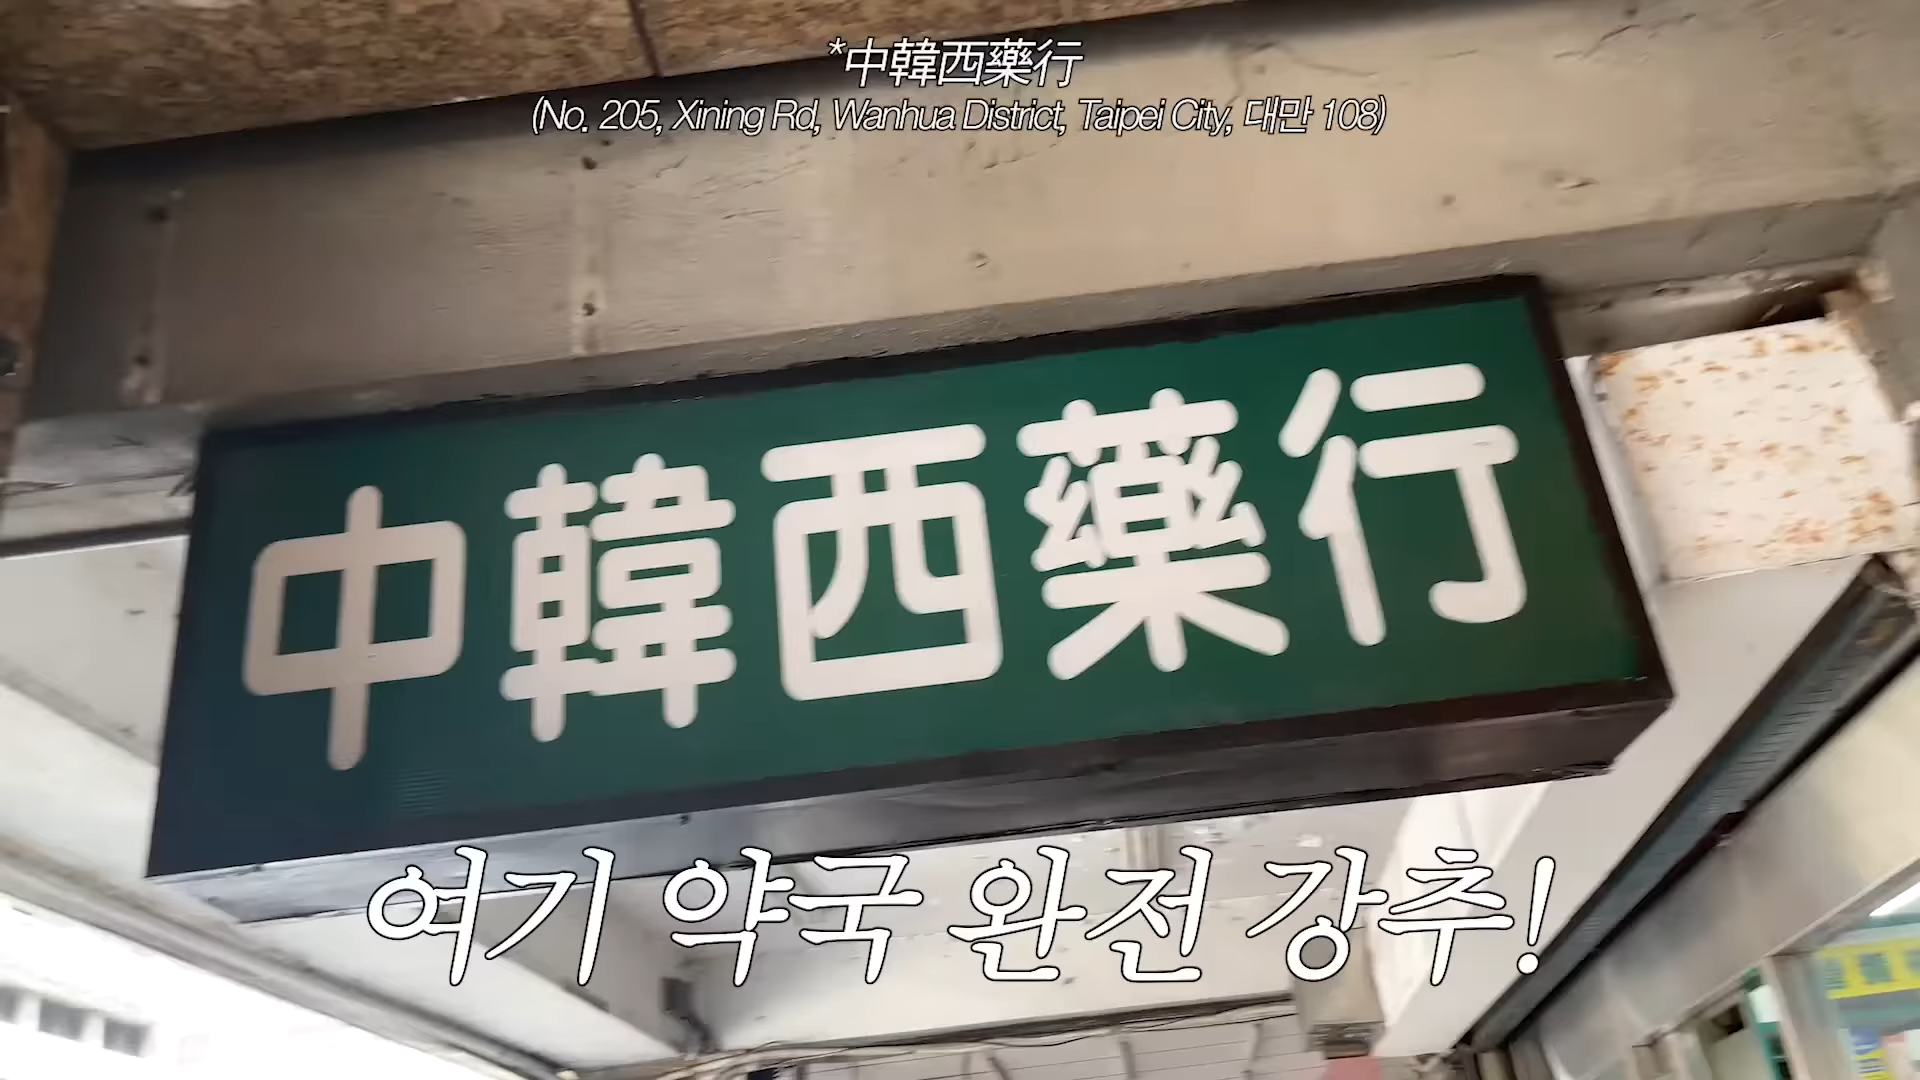 *中韓西藥行
(No. 205, Xining Rd, Wanhua District, Taipei City, 대만 108)
中韓西藥行
여기 약국 완전 강추!